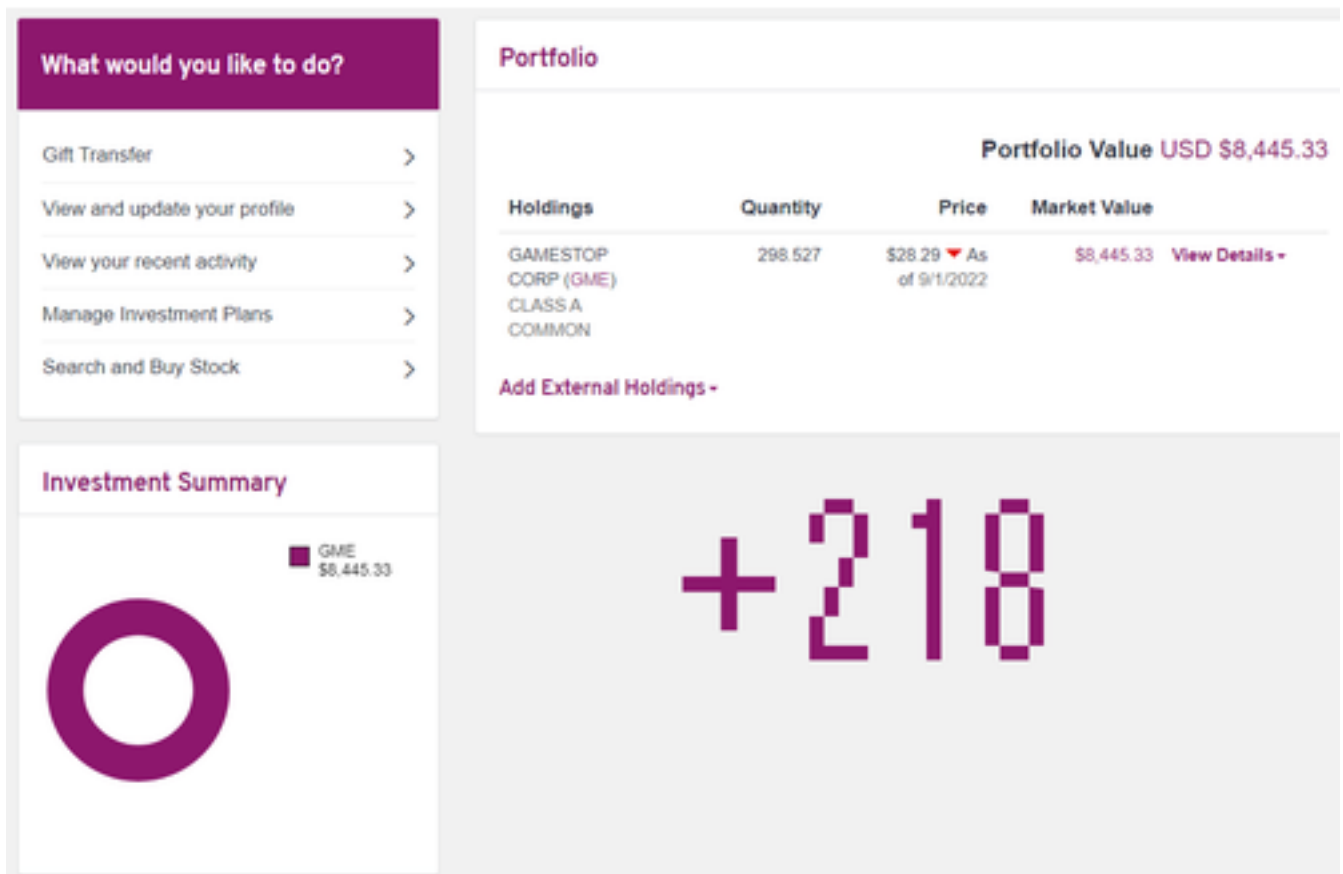 What would you like to do?
Gift Transfer
View and update your profile
View your recent activity
Manage Investment Plans
Search and Buy Stock
Portfolio
Portfolio Value USD $8,445.33
Holdings Quantity Price Market Value
GAMESTOP 298.527 $28.29 As $8,445.33 View Details
CORP (GME) of 9/1/2022
CLASS A
COMMON
Add External Holdings
Investment Summary
GME
$8,445.33
+218